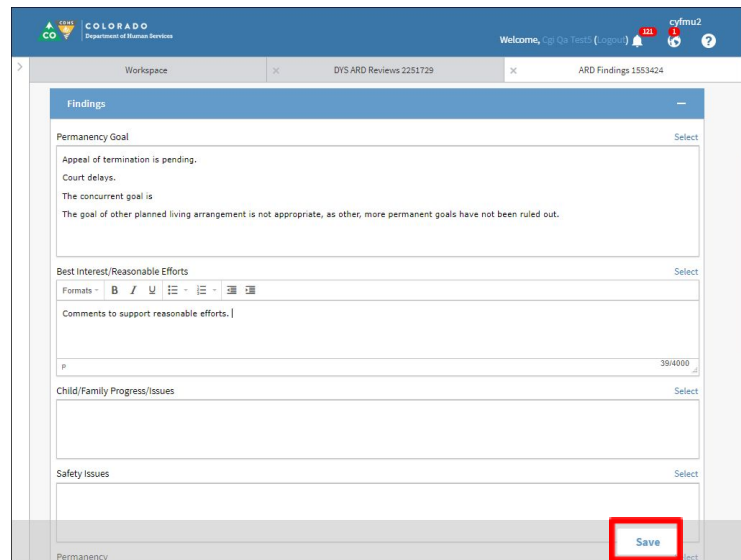 COLORADO
CO
CDHS
Department of Human Services
cyfmu2
Welcome, Cgi Qa Test5 (Logout)
121
1
?
>
Workspace
× DYS ARD Reviews 2251729
× ARD Findings 1553424
Findings
Permanency Goal Select
Appeal of termination is pending.
Court delays.
The concurrent goal is
The goal of other planned living arrangement is not appropriate, as other, more permanent goals have not been ruled out.
Best Interest/Reasonable Efforts Select
Formats B I U
Comments to support reasonable efforts.
P 39/4000
Child/Family Progress/Issues Select
Safety Issues Select
Save
Permanency Select